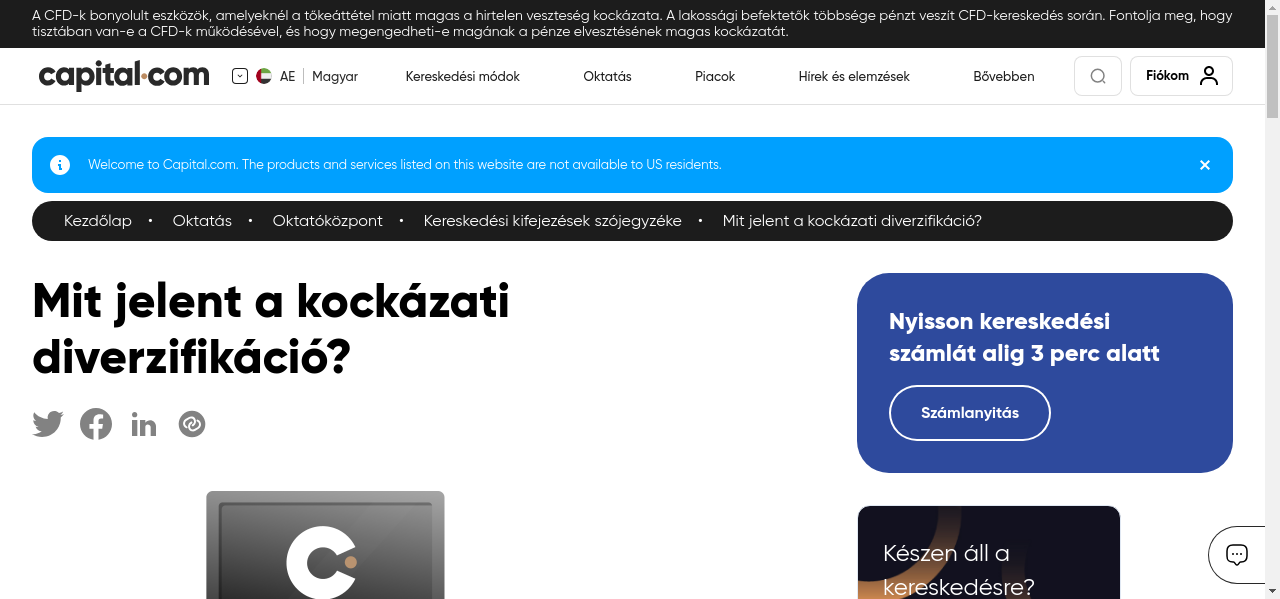 A CFD-k bonyolult eszközök, amelyeknél a tőkeáttétel miatt magas a hirtelen veszteség kockázata. A lakossági befektetők többsége pénzt veszít CFD-kereskedés során. Fontolja meg, hogy
tisztában van-e a CFD-k működésével, és hogy megengedheti-e magának a pénze elvesztésének magas kockázatát.
capital.com AE Magyar Kereskedési módok Oktatás Piacok Hírek és elemzések Bővebben Fiókom
Welcome to Capital.com. The products and services listed on this website are not available to US residents.
Kezdőlap • Oktatás • Oktatóközpont • Kereskedési kifejezések szójegyzéke • Mit jelent a kockázati diverzifikáció?
Mit jelent a kockázati
diverzifikáció?
Nyisson kereskedési
számlát alig 3 perc alatt
Számlanyitás
Készen áll a
kereskedésre?